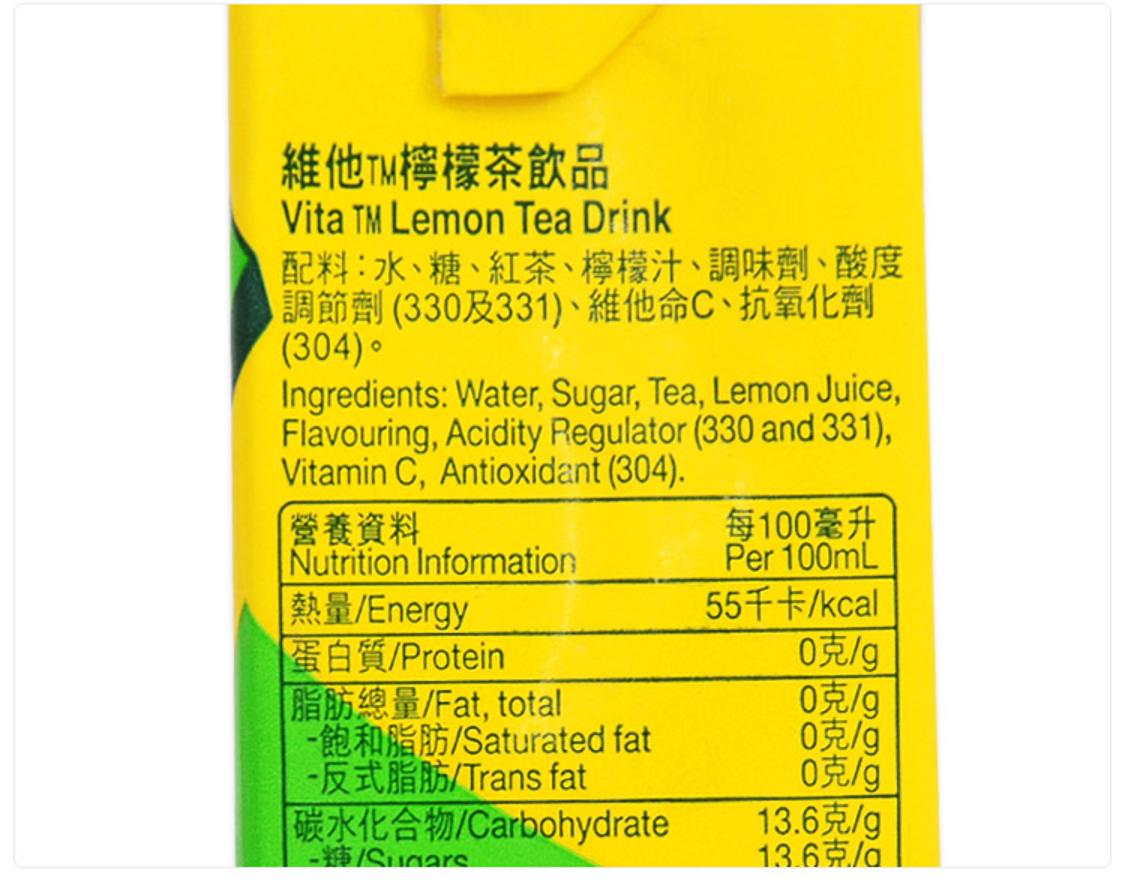 維他TM檸檬茶飲品
Vita TM Lemon Tea Drink
配料：水、糖、紅茶、檸檬汁、調味劑、酸度
調節劑 (330及331)、維他命C、抗氧化劑
(304)。
Ingredients: Water, Sugar, Tea, Lemon Juice,
Flavouring, Acidity Regulator (330 and 331),
Vitamin C, Antioxidant (304).
營養資料 每100毫升
Nutrition Information Per 100mL
熱量/Energy 55千卡/kcal
蛋白質/Protein 0克/g
脂肪總量/Fat, total 0克/g
-飽和脂肪/Saturated fat 0克/g
-反式脂肪/Trans fat 0克/g
碳水化合物/Carbohydrate 13.6克/g
-糖/Sugars 13.6克/g